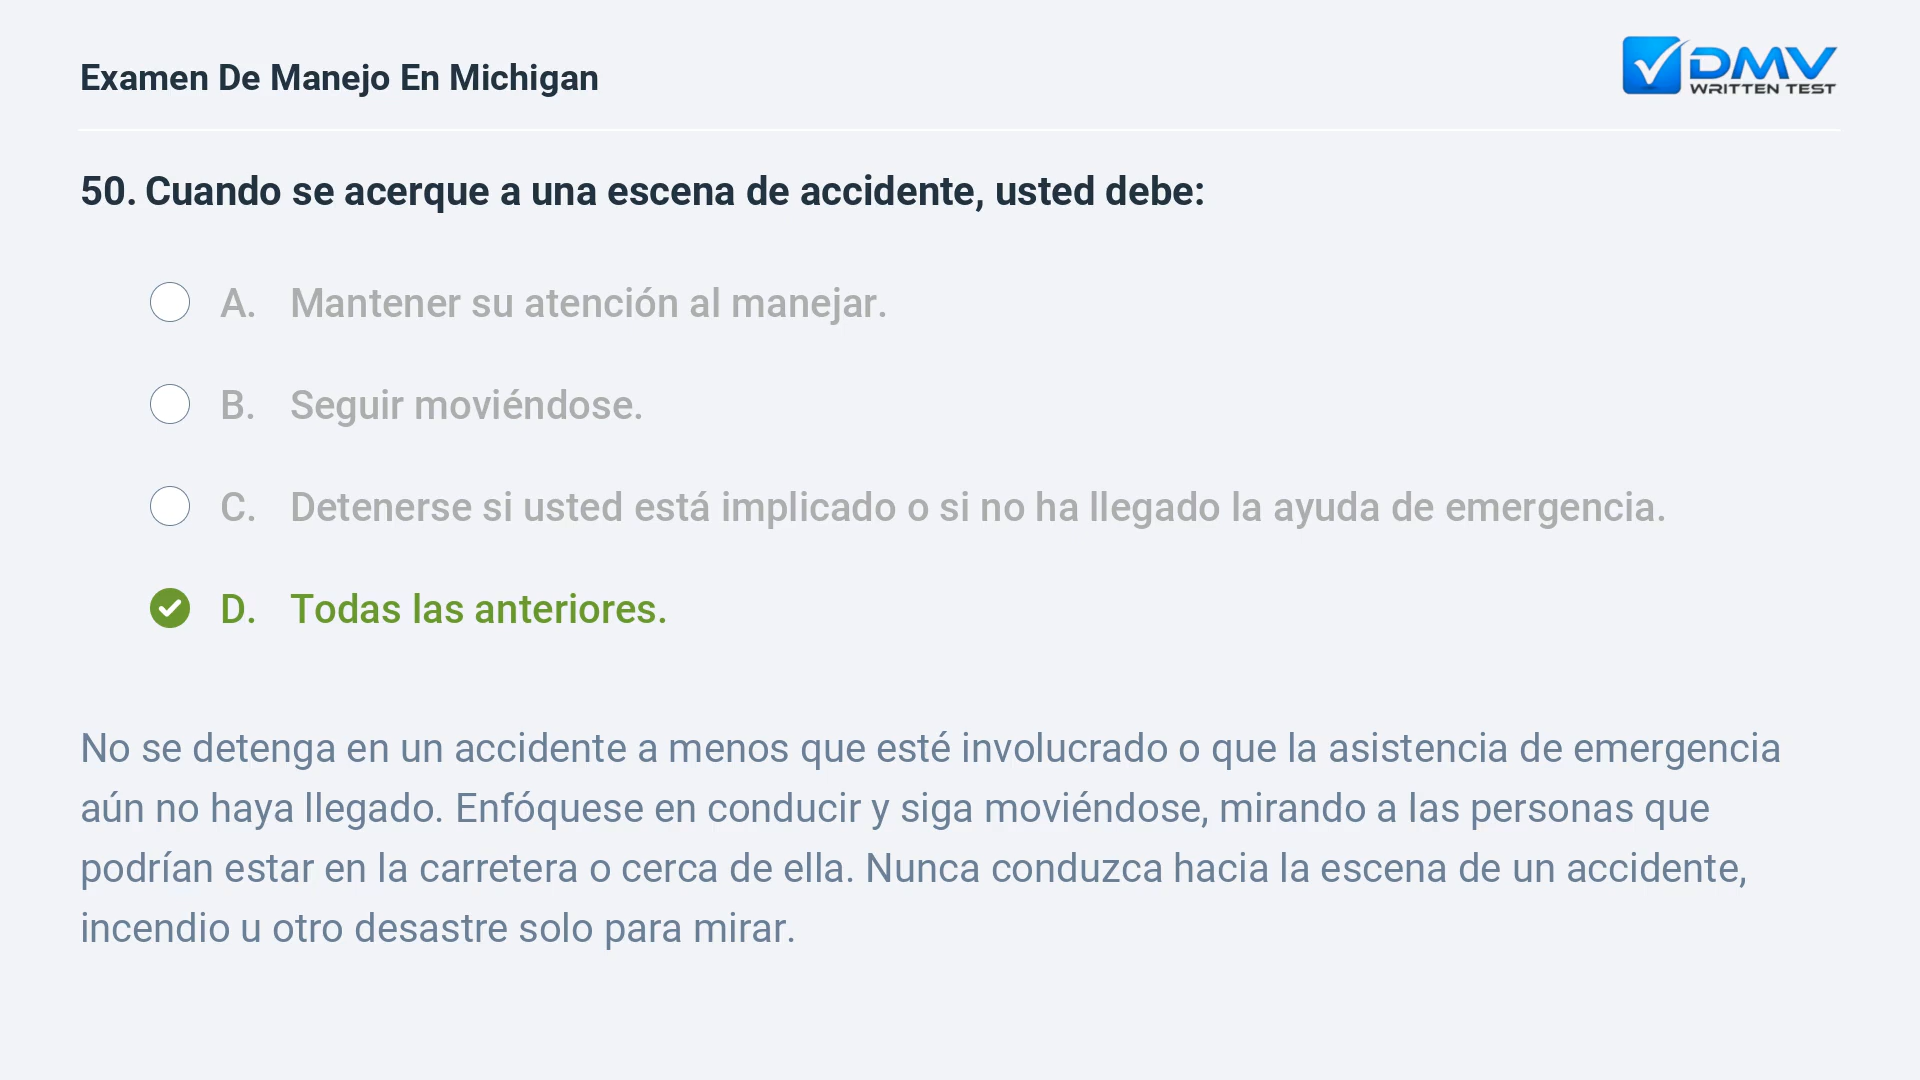 Examen De Manejo En Michigan
DMV
WRITTEN TEST
50. Cuando se acerque a una escena de accidente, usted debe:
A. Mantener su atención al manejar.
B. Seguir moviéndose.
C. Detenerse si usted está implicado o si no ha llegado la ayuda de emergencia.
D. Todas las anteriores.
No se detenga en un accidente a menos que esté involucrado o que la asistencia de emergencia
aún no haya llegado. Enfóquese en conducir y siga moviéndose, mirando a las personas que
podrían estar en la carretera o cerca de ella. Nunca conduzca hacia la escena de un accidente,
incendio u otro desastre solo para mirar.